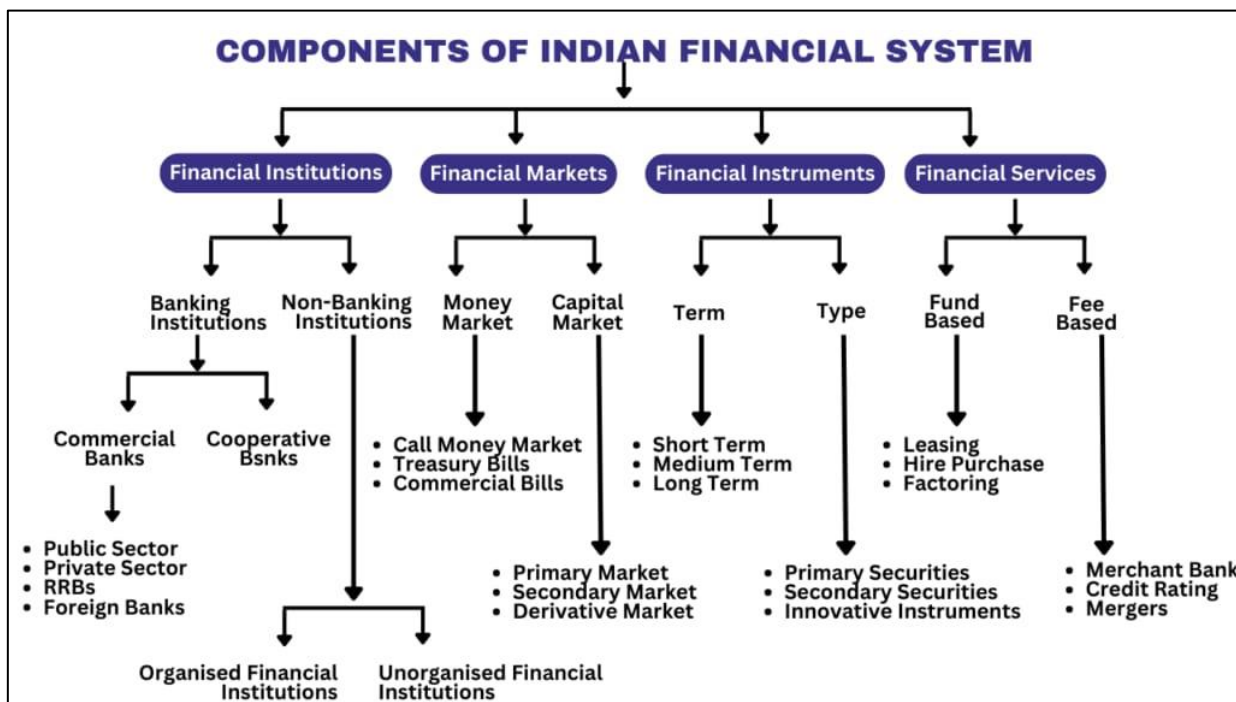 COMPONENTS OF INDIAN FINANCIAL SYSTEM
Financial Institutions
Financial Markets
Financial Instruments
Financial Services
Banking
Institutions
Non-Banking
Institutions
Money
Market
Capital
Market
Term
Type
Fund
Based
Fee
Based
Commercial
Banks
Cooperative
Bsnks
• Call Money Market
• Treasury Bills
• Commercial Bills
• Short Term
• Medium Term
• Long Term
• Leasing
• Hire Purchase
• Factoring
• Public Sector
• Private Sector
• RRBs
• Foreign Banks
• Primary Market
• Secondary Market
• Derivative Market
• Primary Securities
• Secondary Securities
• Innovative Instruments
• Merchant Bank
• Credit Rating
• Mergers
Organised Financial
Institutions
Unorganised Financial
Institutions